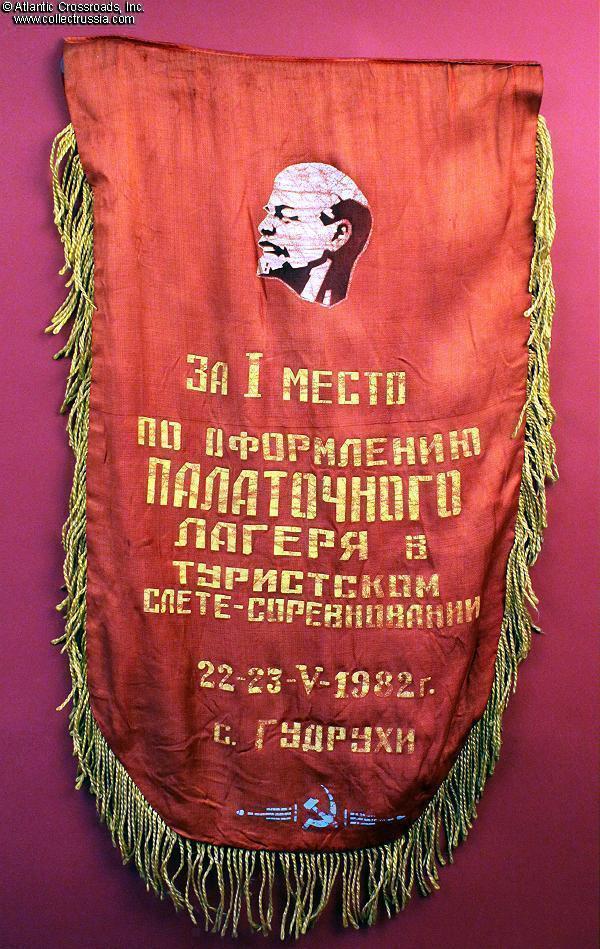 © Atlantic Crossroads, Inc.
www.collectrussia.com
ЗА I МЕСТО
ПО ОФОРМЛЕНИЮ
ПАЛАТОЧНОГО
ЛАГЕРЯ В
ТУРИСТСКОМ
СЛЕТЕ-СОРЕВНОВАНИИ
22-23-V-1982г.
с. ГУДРУХИ